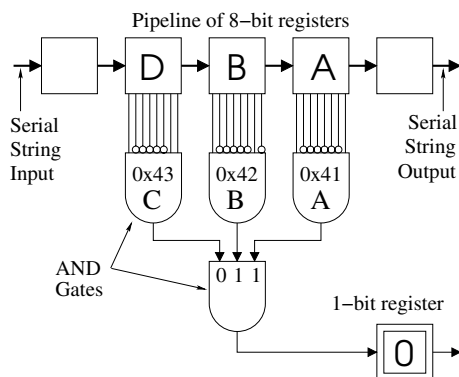 Pipeline of 8-bit registers
D B A
Serial
String
Input
Serial
String
Output
0x43 0x42 0x41
C B A
AND
Gates
0 1 1
1-bit register
0